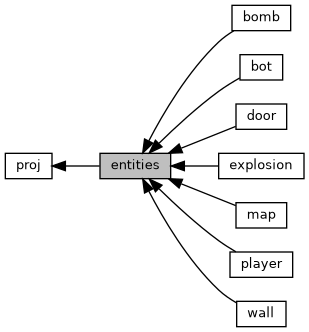 bomb
bot
door
proj
entities
explosion
map
player
wall